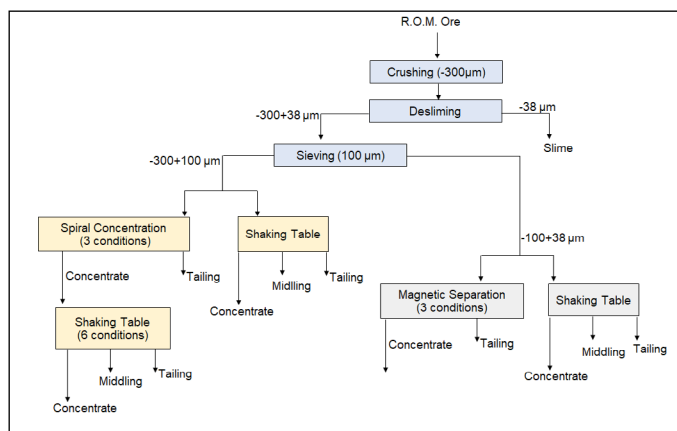 R.O.M. Ore
Crushing (-300µm)
Desliming
-300+38 µm
-38 µm
Slime
Sieving (100 µm)
-300+100 µm
-100+38 µm
Spiral Concentration
(3 conditions)
Shaking Table
Concentrate
Tailing
Concentrate
Midlling
Tailing
Shaking Table
(6 conditions)
Concentrate
Middling
Tailing
Magnetic Separation
(3 conditions)
Shaking Table
Concentrate
Tailing
Concentrate
Middling
Tailing